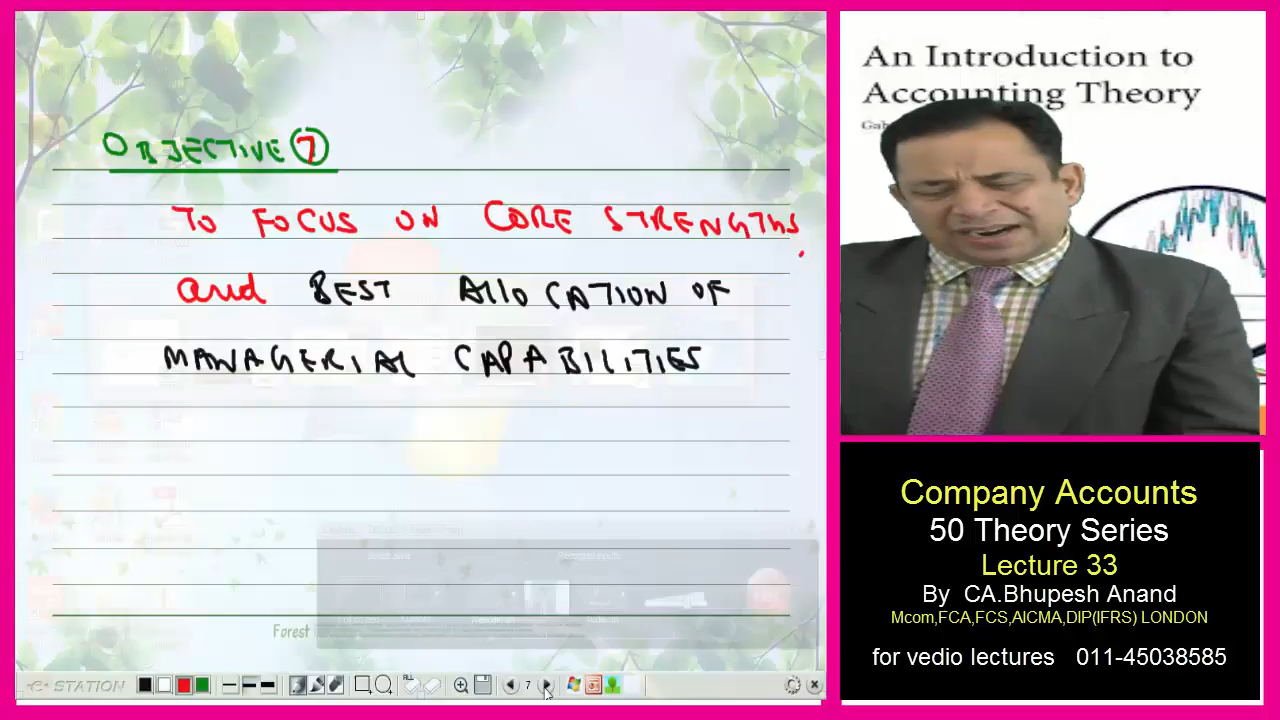 OBJECTIVE 7
TO FOCUS ON CORE STRENGTHS.
and BEST AllOCATION OF
MANAGERIAL CAPABILITIES
Forest
e-STATION
7
An Introduction to
Accounting Theory
Company Accounts
50 Theory Series
Lecture 33
By CA.Bhupesh Anand
Mcom,FCA,FCS,AICMA,DIP(IFRS) LONDON
for vedio lectures 011-45038585